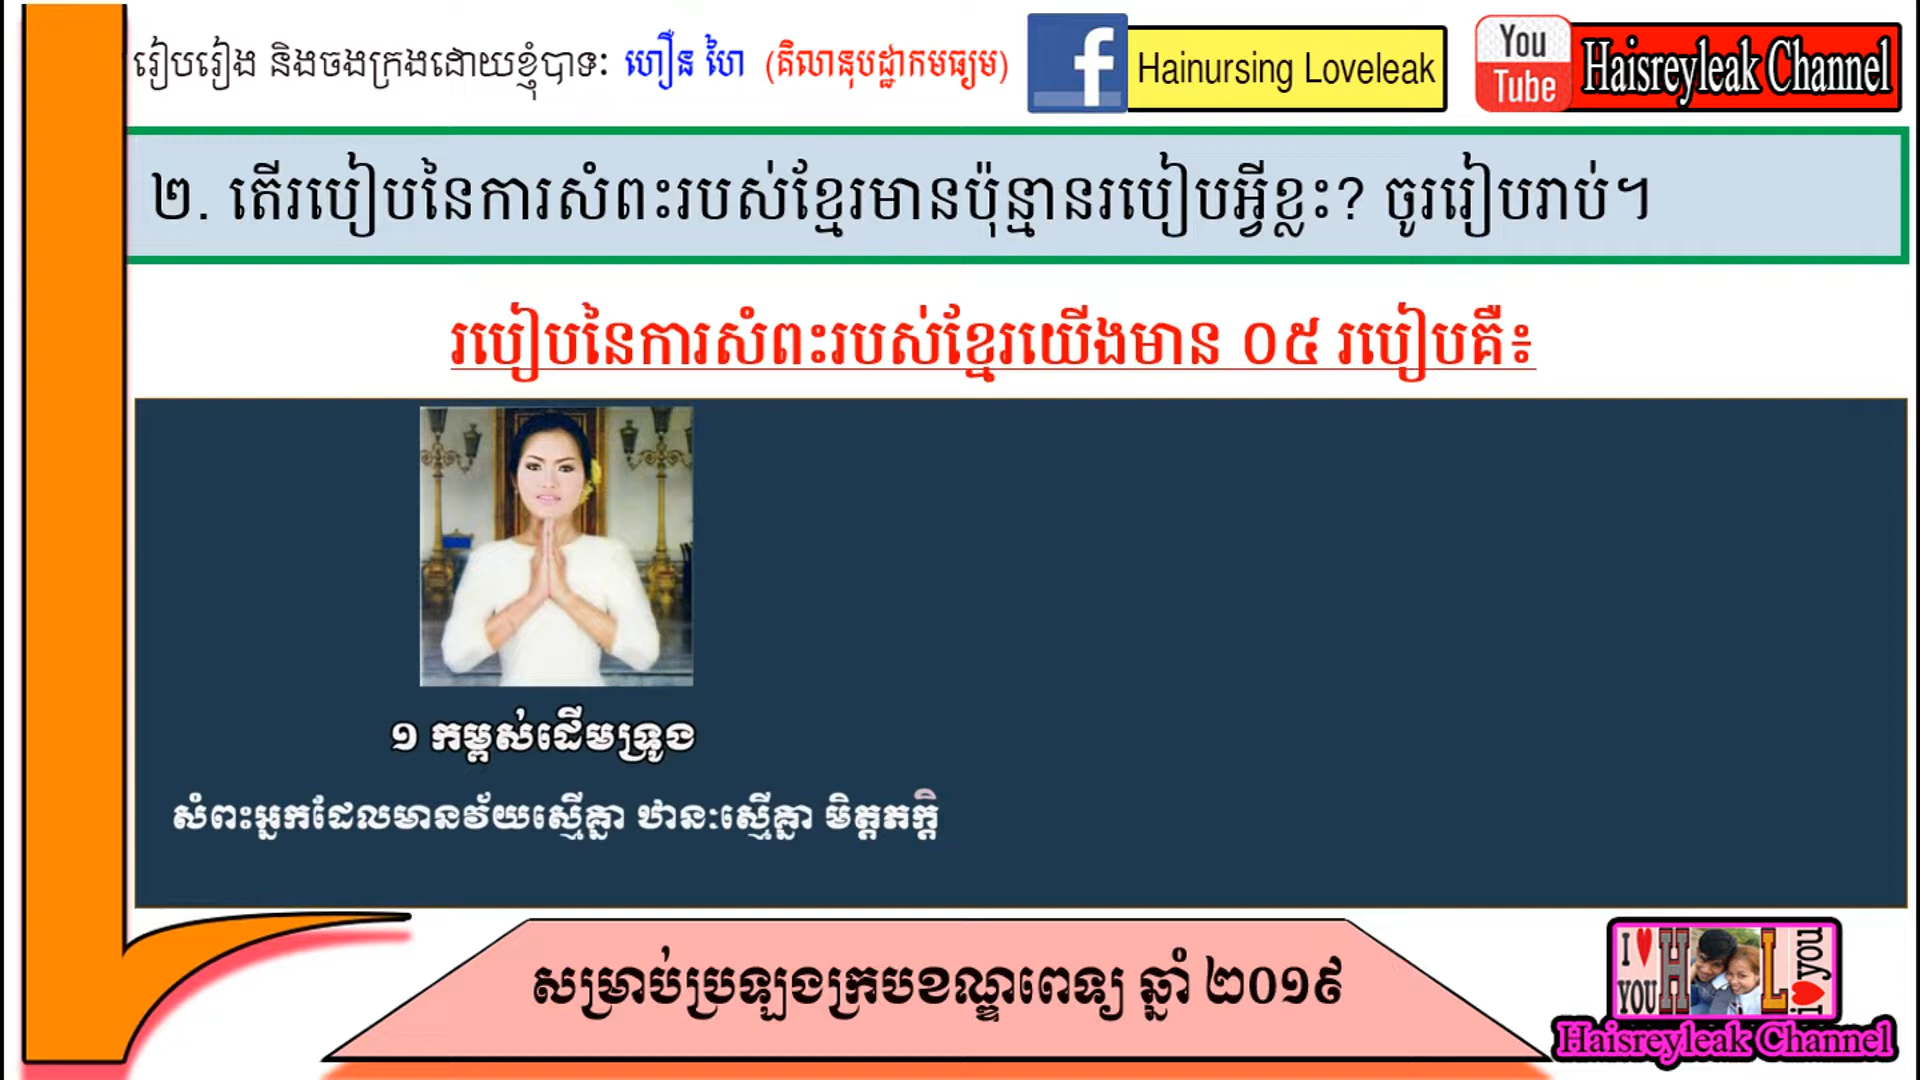 រៀបរៀង និងចងក្រងដោយខ្ញុំបាទ: ហឿន ហៃ (គិលានុបដ្ឋាកមធ្យម)
Hainursing Loveleak
You Tube
Haisreyleak Channel
២. តើរបៀបនៃការសំពះរបស់ខ្មែរមានប៉ុន្មានរបៀបអ្វីខ្លះ? ចូររៀបរាប់។
របៀបនៃការសំពះរបស់ខ្មែរយើងមាន ០៥ របៀបគឺ៖
១ កម្ពស់ដើមទ្រូង
សំពះអ្នកដែលមានវ័យស្មើគ្នា ឋានៈស្មើគ្នា មិត្តភក្តិ
សម្រាប់ប្រឡងក្របខណ្ឌពេទ្យ ឆ្នាំ ២០១៩
I ♥ YOU
H L
i ♥ you
Haisreyleak Channel